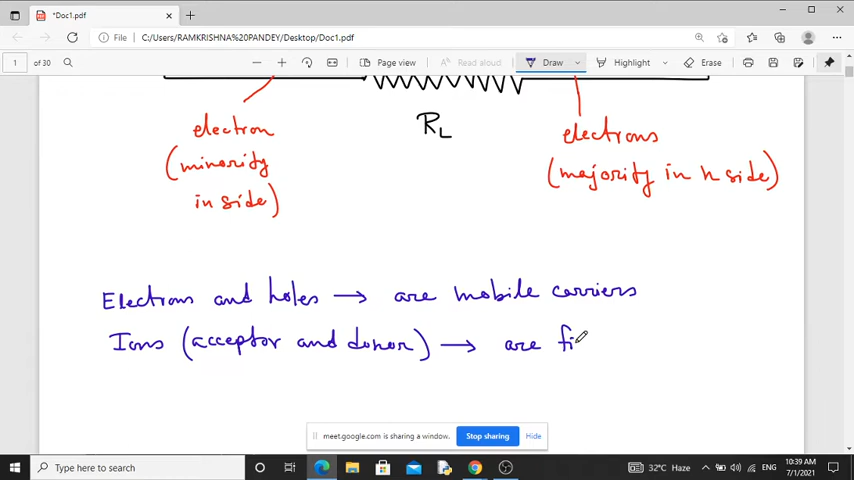 *Doc1.pdf
File C:/Users/RAMKRISHNA%20PANDEY/Desktop/Doc1.pdf
1 of 30 Page view Read aloud Draw Highlight Erase
electron
(minority
in side)
RL
electrons
(majority in n side)
Electrons and holes → are mobile carriers
Ions (acceptor and donor) → are fi
meet.google.com is sharing a window. Stop sharing Hide
Type here to search
32°C Haze ENG 10:39 AM
7/1/2021